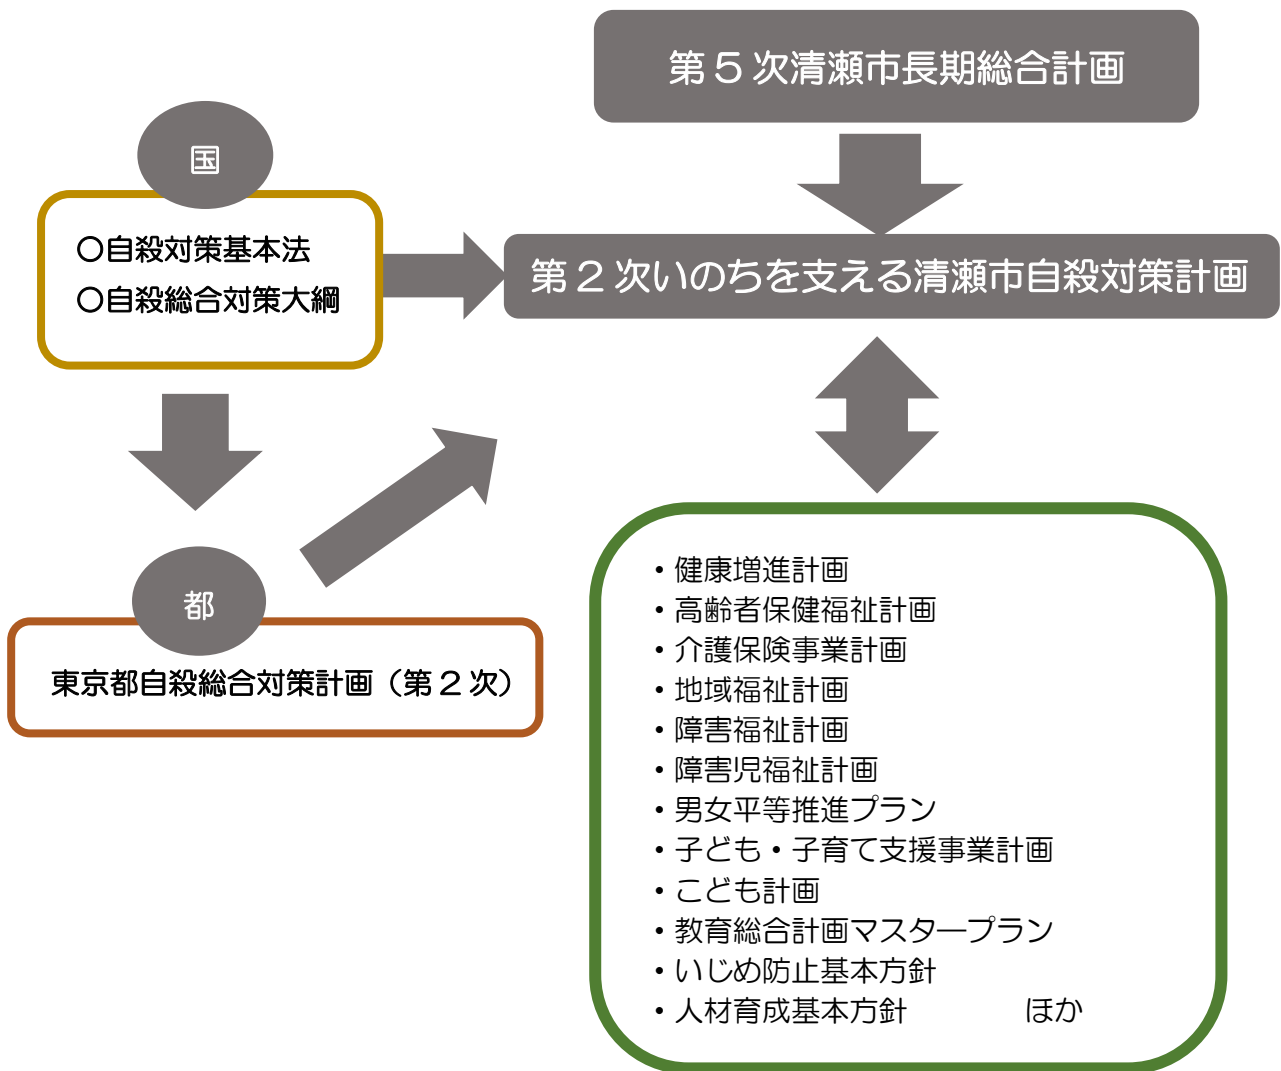 第５次清瀬市長期総合計画
国
〇自殺対策基本法
〇自殺総合対策大綱
第２次いのちを支える清瀬市自殺対策計画
都
東京都自殺総合対策計画（第２次）
・健康増進計画
・高齢者保健福祉計画
・介護保険事業計画
・地域福祉計画
・障害福祉計画
・障害児福祉計画
・男女平等推進プラン
・子ども・子育て支援事業計画
・こども計画
・教育総合計画マスタープラン
・いじめ防止基本方針
・人材育成基本方針　　　　ほか